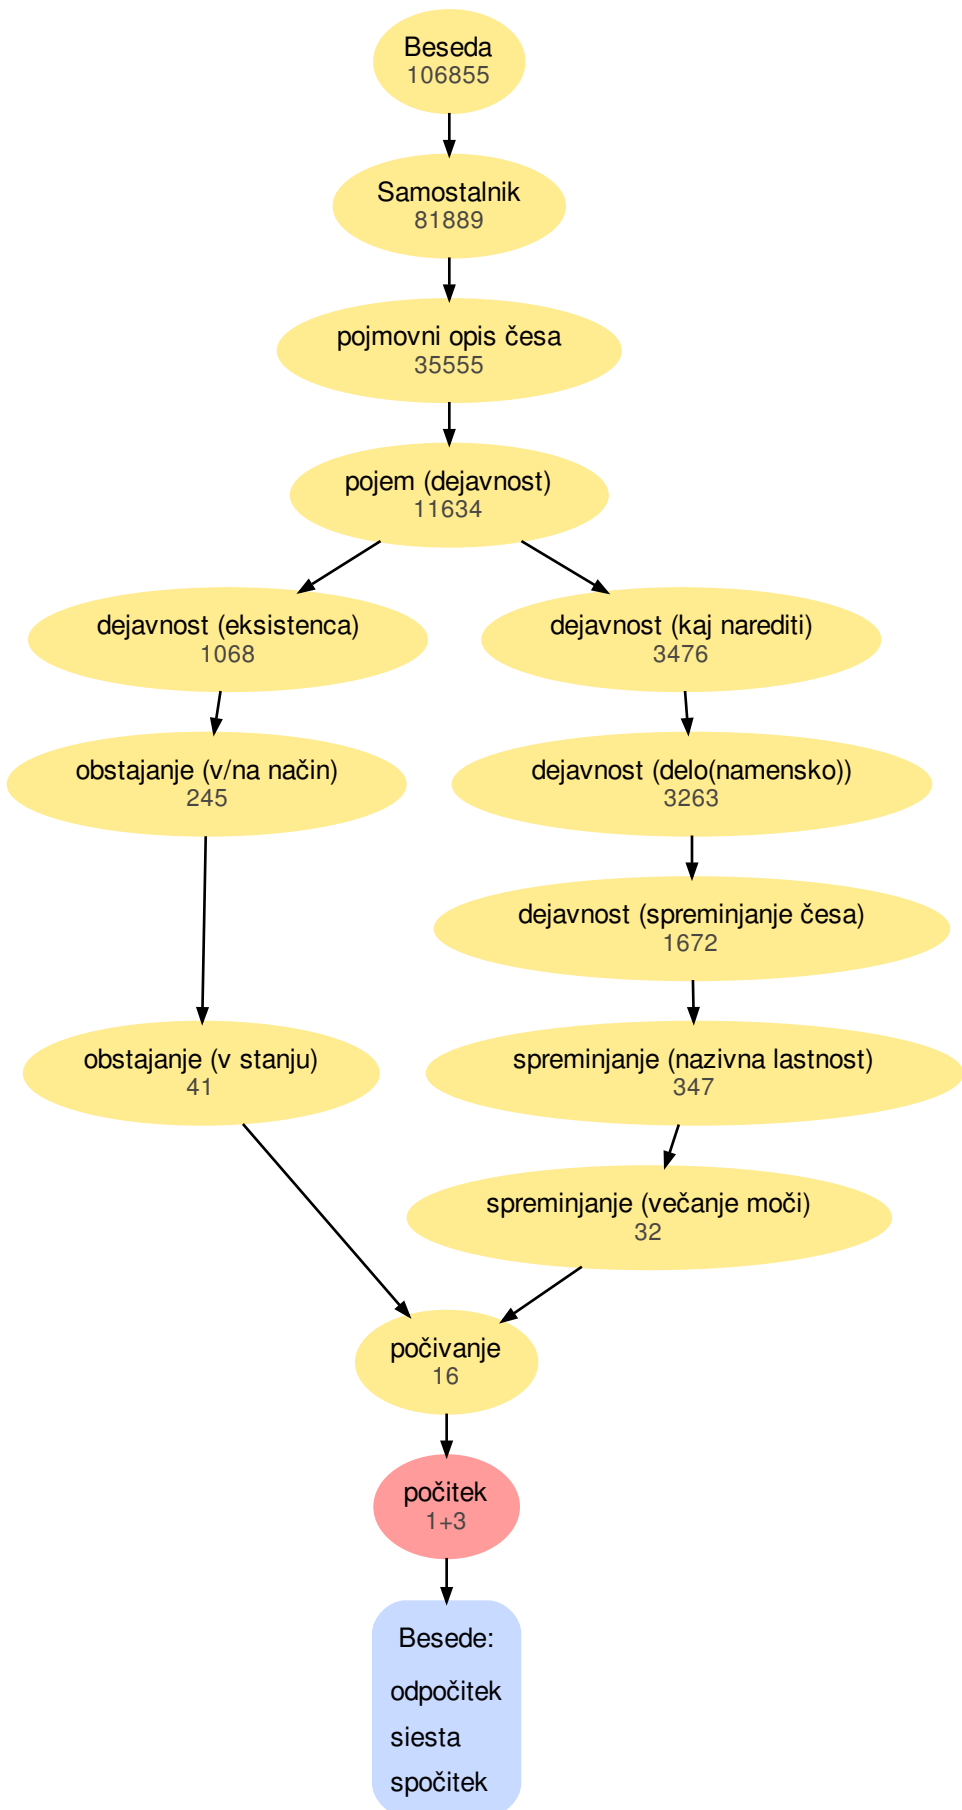 Beseda
106855
Samostalnik
81889
pojmovni opis česa
35555
pojem (dejavnost)
11634
dejavnost (eksistenca)
1068
dejavnost (kaj narediti)
3476
obstajanje (v/na način)
245
dejavnost (delo(namensko))
3263
dejavnost (spreminjanje česa)
1672
obstajanje (v stanju)
41
spreminjanje (nazivna lastnost)
347
spreminjanje (večanje moči)
32
počivanje
16
počitek
1+3
Besede:
odpočitek
siesta
spočitek